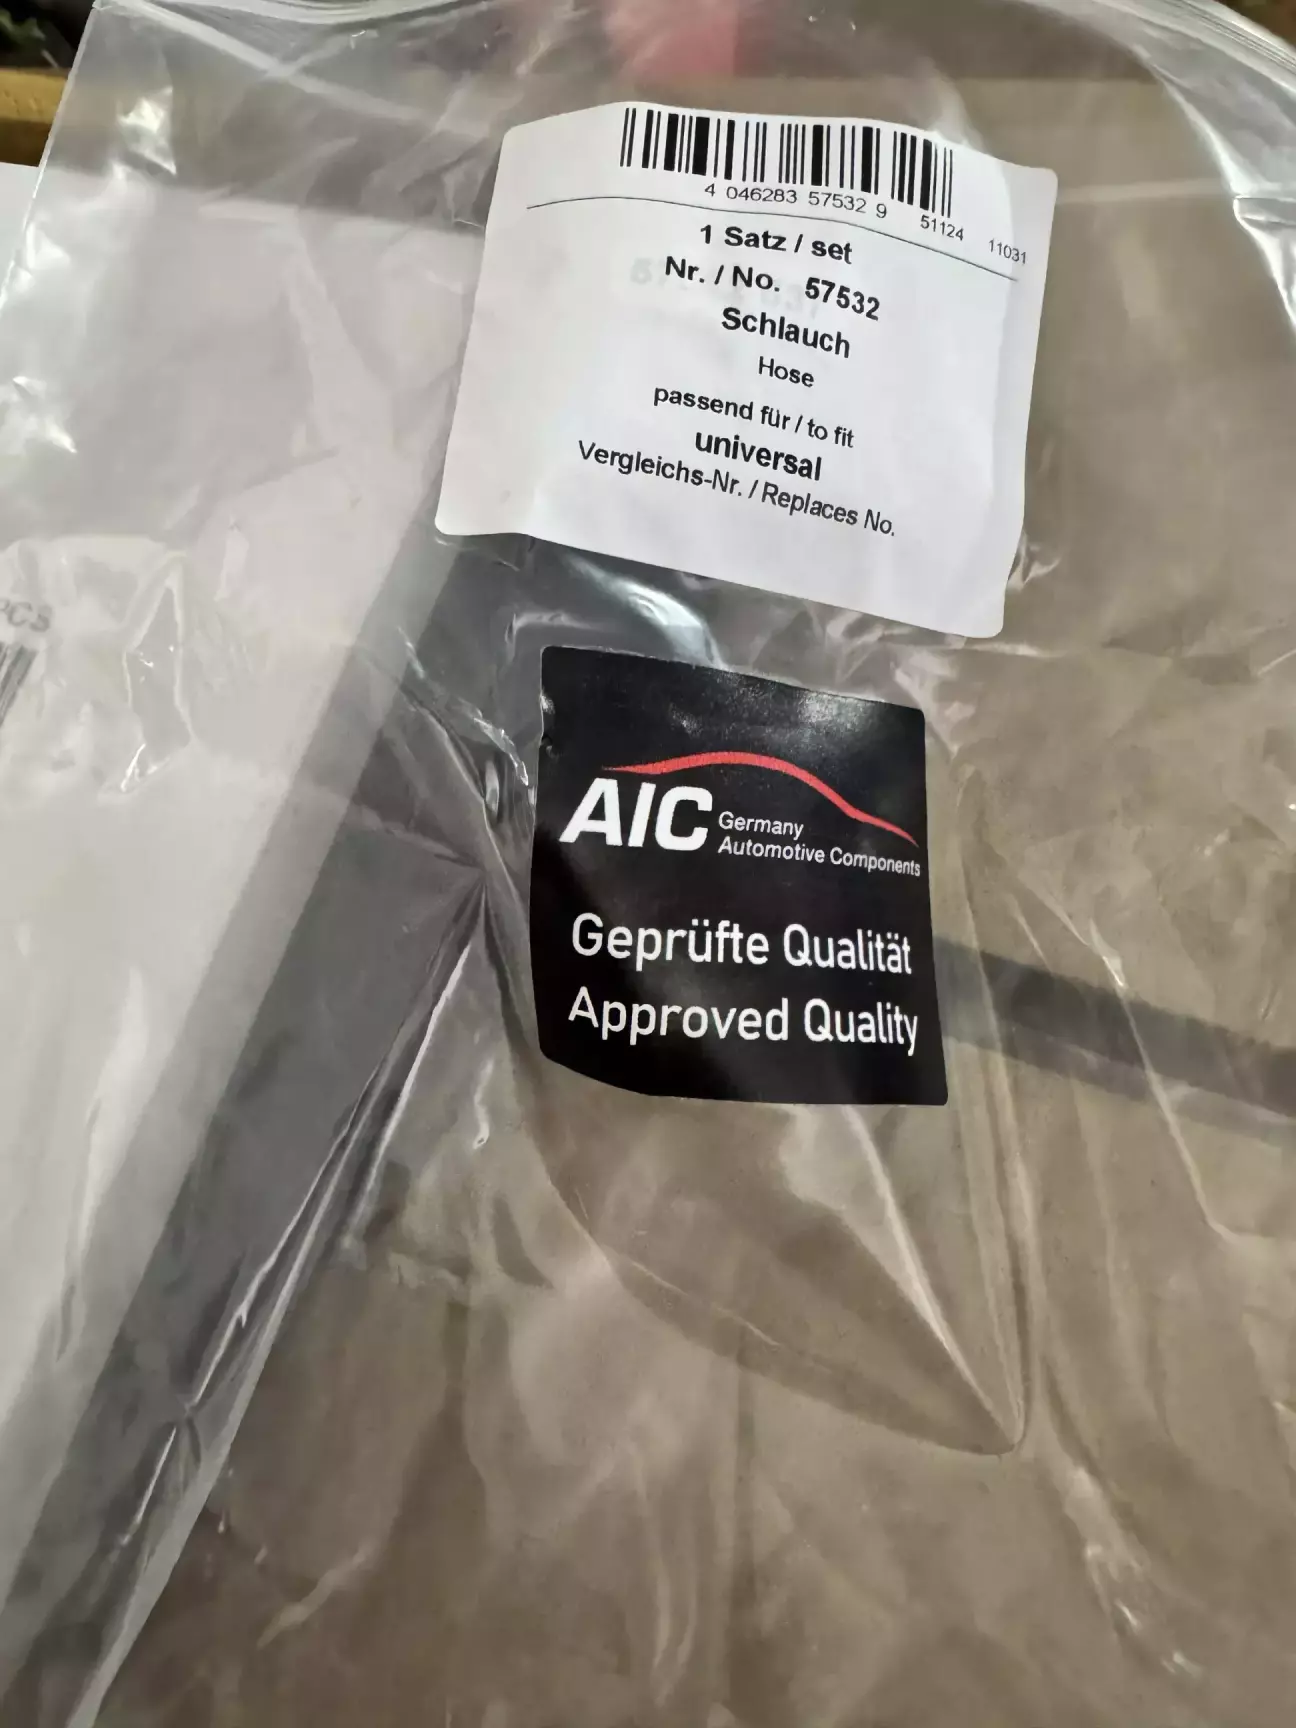 4 046283 57532 9
51124 11031
1 Satz / set
Nr. / No. 57532
Schlauch
Hose
passend für / to fit
universal
Vergleichs-Nr. / Replaces No.
AIC Germany
Automotive Components
Geprüfte Qualität
Approved Quality
PCS